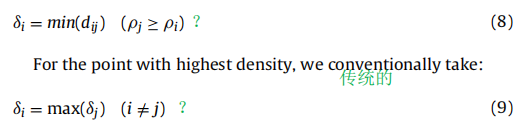 δᵢ = min(dᵢⱼ) (ρⱼ ≥ ρᵢ) ? (8)
For the point with highest density, we conventionally take:
传统的
δᵢ = max(δⱼ) (i ≠ j) ? (9)